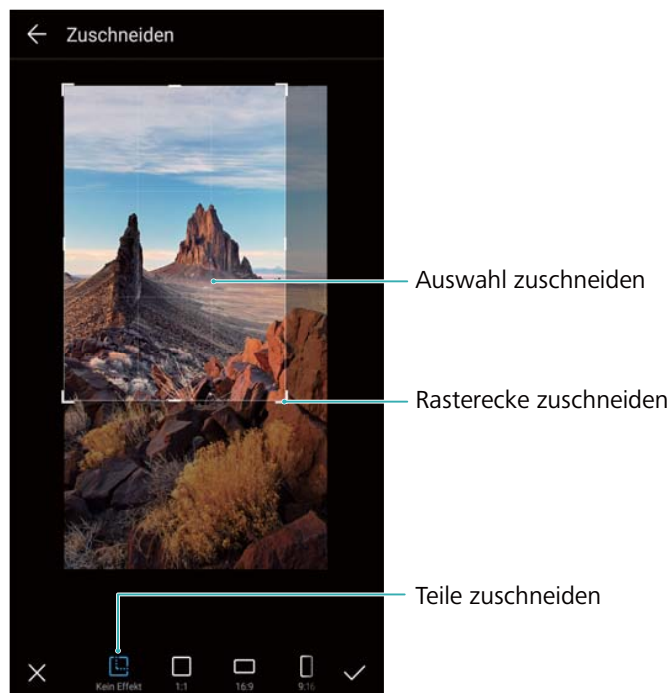 Zuschneiden
Auswahl zuschneiden
Rasterecke zuschneiden
Teile zuschneiden
Kein Effekt 1:1 16:9 9:16